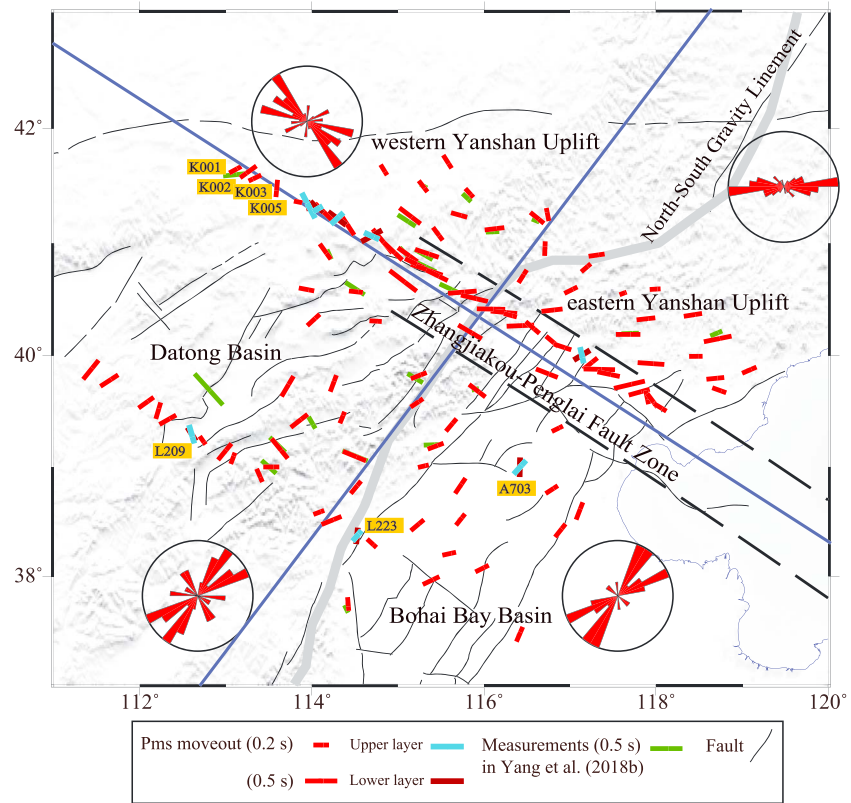 42°
40°
38°
112°
114°
116°
118°
120°
western Yanshan Uplift
North-South Gravity Linement
K001
K002
K003
K005
eastern Yanshan Uplift
Zhangjiakou-Penglai Fault Zone
Datong Basin
L209
A703
L223
Bohai Bay Basin
Pms moveout (0.2 s)
(0.5 s)
Upper layer
Lower layer
Measurements (0.5 s)
in Yang et al. (2018b)
Fault